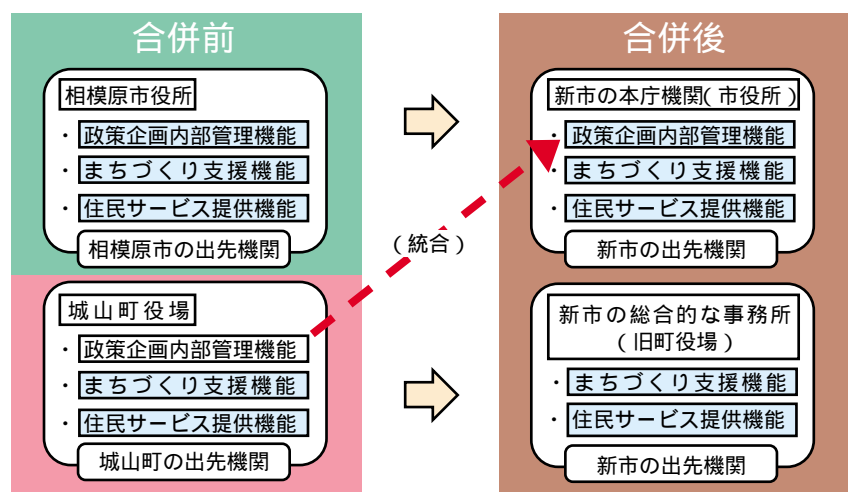 合併前
相模原市役所
・政策企画内部管理機能
・まちづくり支援機能
・住民サービス提供機能
相模原市の出先機関
城山町役場
・政策企画内部管理機能
・まちづくり支援機能
・住民サービス提供機能
城山町の出先機関
（統合）
合併後
新市の本庁機関（市役所）
・政策企画内部管理機能
・まちづくり支援機能
・住民サービス提供機能
新市の出先機関
新市の総合的な事務所
（旧町役場）
・まちづくり支援機能
・住民サービス提供機能
新市の出先機関